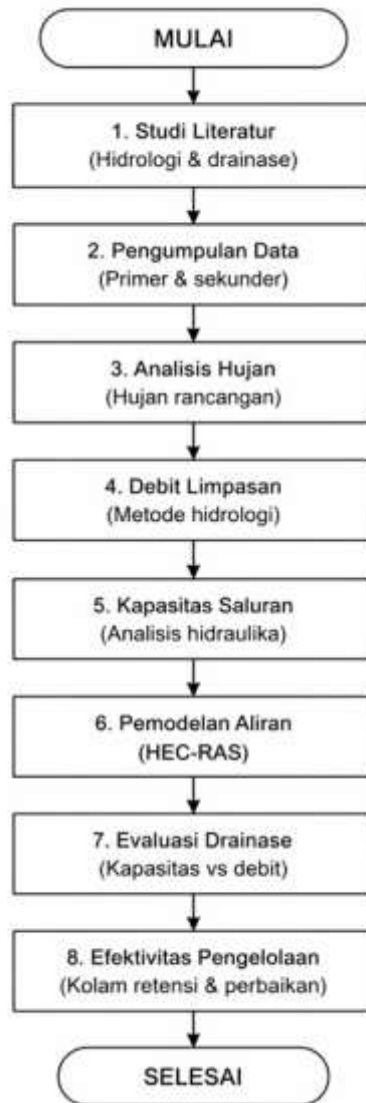 MULAI
1. Studi Literatur
(Hidrologi & drainase)
2. Pengumpulan Data
(Primer & sekunder)
3. Analisis Hujan
(Hujan rancangan)
4. Debit Limpasan
(Metode hidrologi)
5. Kapasitas Saluran
(Analisis hidraulika)
6. Pemodelan Aliran
(HEC-RAS)
7. Evaluasi Drainase
(Kapasitas vs debit)
8. Efektivitas Pengelolaan
(Kolam retensi & perbaikan)
SELESAI